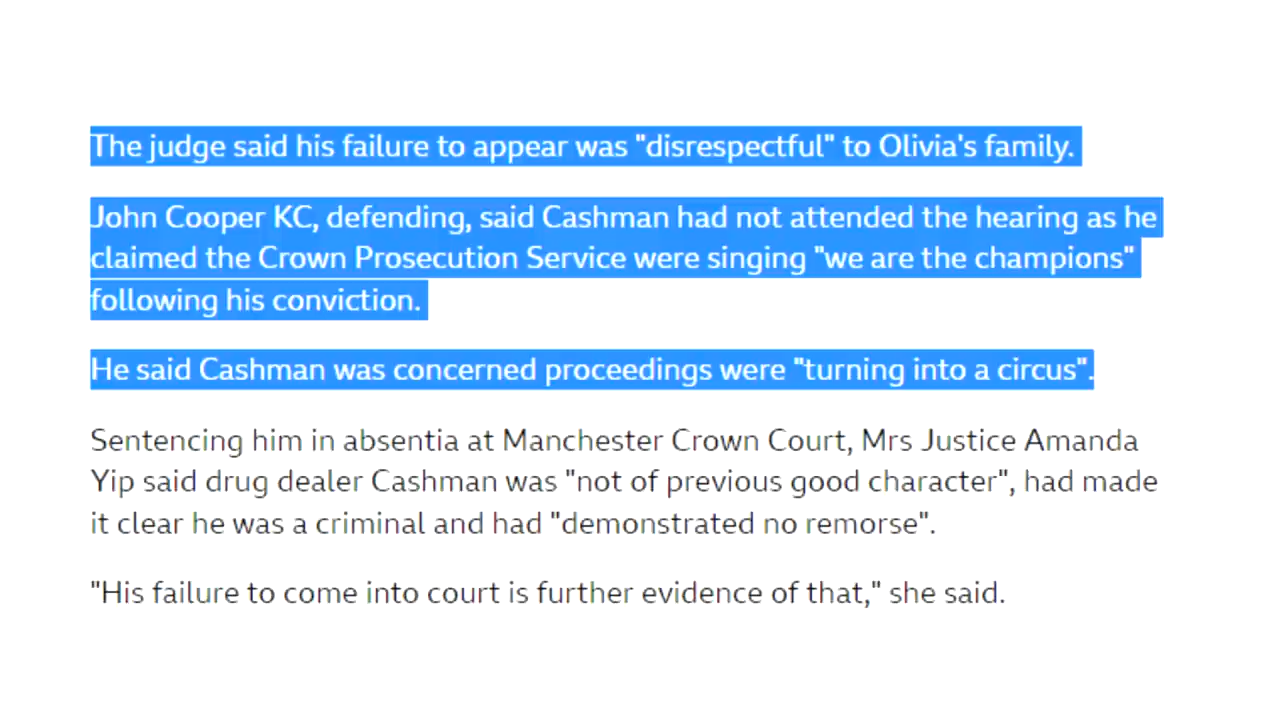 The judge said his failure to appear was "disrespectful" to Olivia's family.
John Cooper KC, defending, said Cashman had not attended the hearing as he
claimed the Crown Prosecution Service were singing "we are the champions"
following his conviction.
He said Cashman was concerned proceedings were "turning into a circus".
Sentencing him in absentia at Manchester Crown Court, Mrs Justice Amanda
Yip said drug dealer Cashman was "not of previous good character", had made
it clear he was a criminal and had "demonstrated no remorse".
"His failure to come into court is further evidence of that," she said.